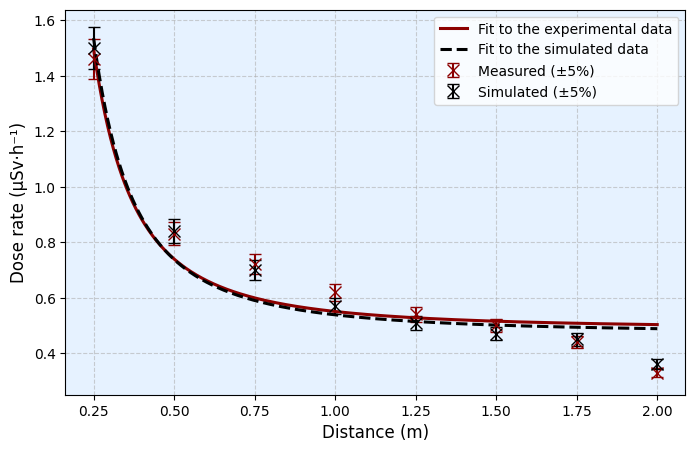 Fit to the experimental data
Fit to the simulated data
Measured (±5%)
Simulated (±5%)
Dose rate (μSv·h⁻¹)
1.6
1.4
1.2
1.0
0.8
0.6
0.4
0.25 0.50 0.75 1.00 1.25 1.50 1.75 2.00
Distance (m)